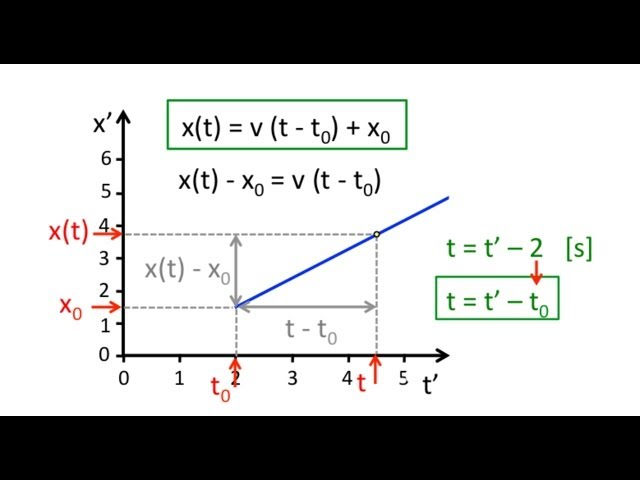 x(t) = v (t - t₀) + x₀
x(t) - x₀ = v (t - t₀)
x'
6
5
4
3
2
1
0
x(t)
x₀
x(t) - x₀
t - t₀
t = t' – 2 [s]
t = t' – t₀
0 1 2 3 4 5 t'
t₀ t